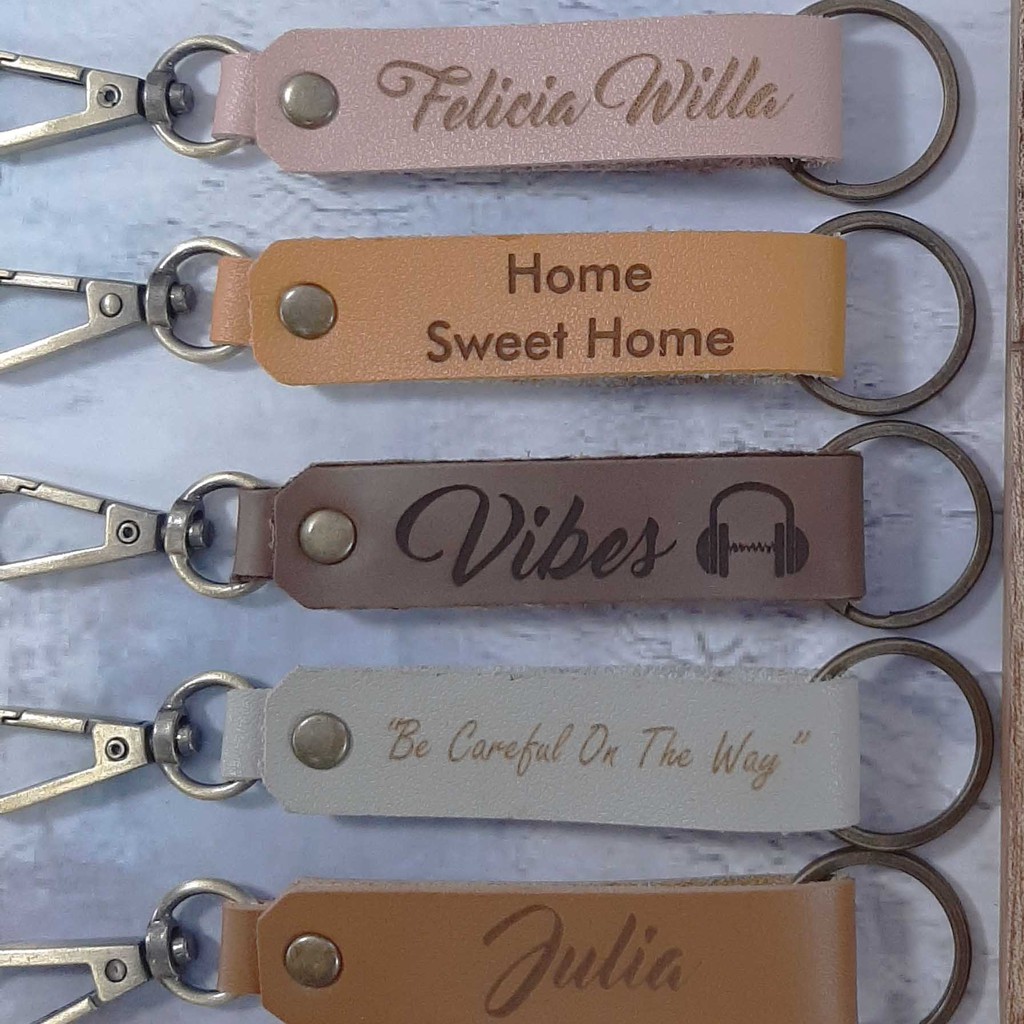 Felicia Willa
Home
Sweet Home
Vibes
"Be Careful On The Way"
Julia